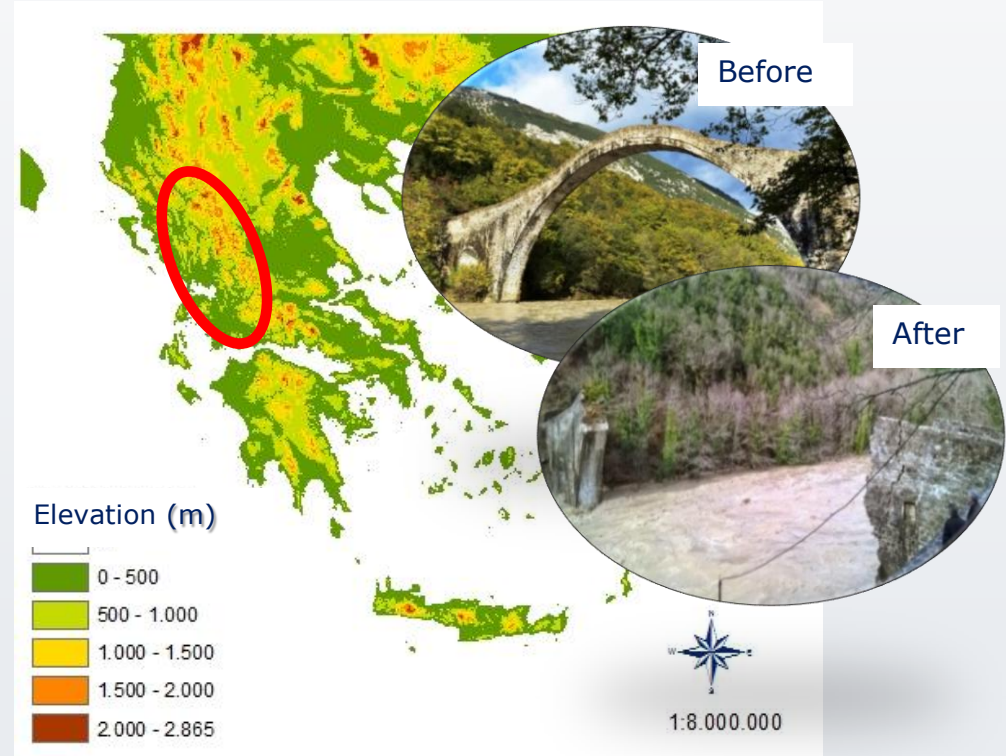 Before
After
Elevation (m)
0 - 500
500 - 1.000
1.000 - 1.500
1.500 - 2.000
2.000 - 2.865
N
W
E
S
1:8.000.000